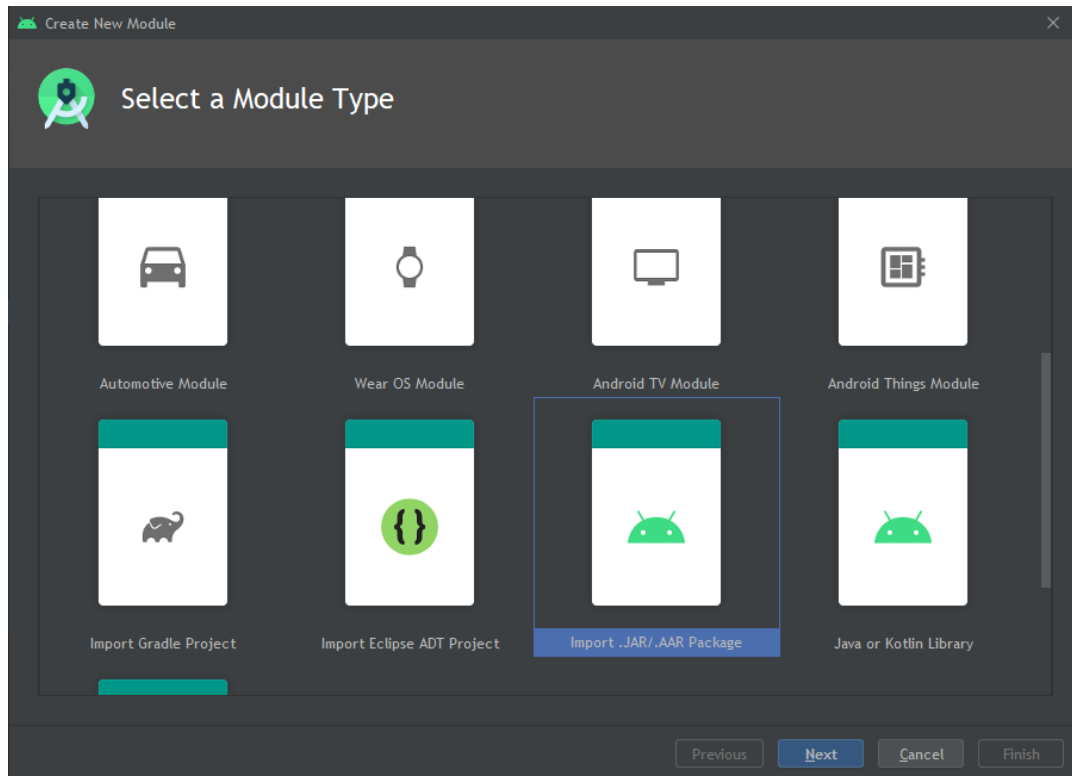 Create New Module
Select a Module Type
Automotive Module
Wear OS Module
Android TV Module
Android Things Module
Import Gradle Project
Import Eclipse ADT Project
Import .JAR/.AAR Package
Java or Kotlin Library
Previous
Next
Cancel
Finish